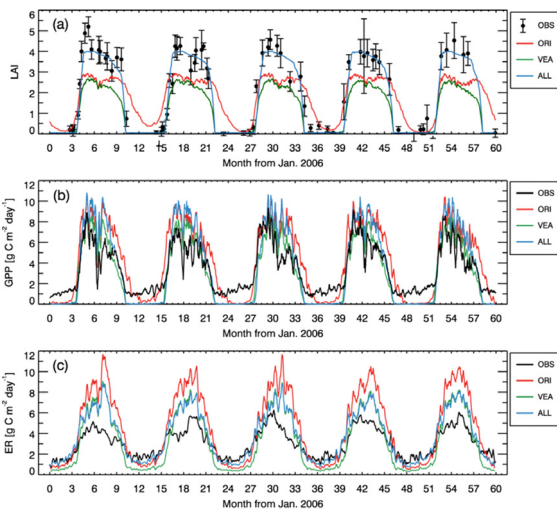 (a)
LAI
6
5
4
3
2
1
0
0 3 6 9 12 15 18 21 24 27 30 33 36 39 42 45 48 51 54 57 60
Month from Jan. 2006
OBS
ORI
VEA
ALL
(b)
GPP [g C m⁻² day⁻¹]
12
10
8
6
4
2
0
0 3 6 9 12 15 18 21 24 27 30 33 36 39 42 45 48 51 54 57 60
Month from Jan. 2006
OBS
ORI
VEA
ALL
(c)
ER [g C m⁻² day⁻¹]
12
10
8
6
4
2
0
0 3 6 9 12 15 18 21 24 27 30 33 36 39 42 45 48 51 54 57 60
Month from Jan. 2006
OBS
ORI
VEA
ALL